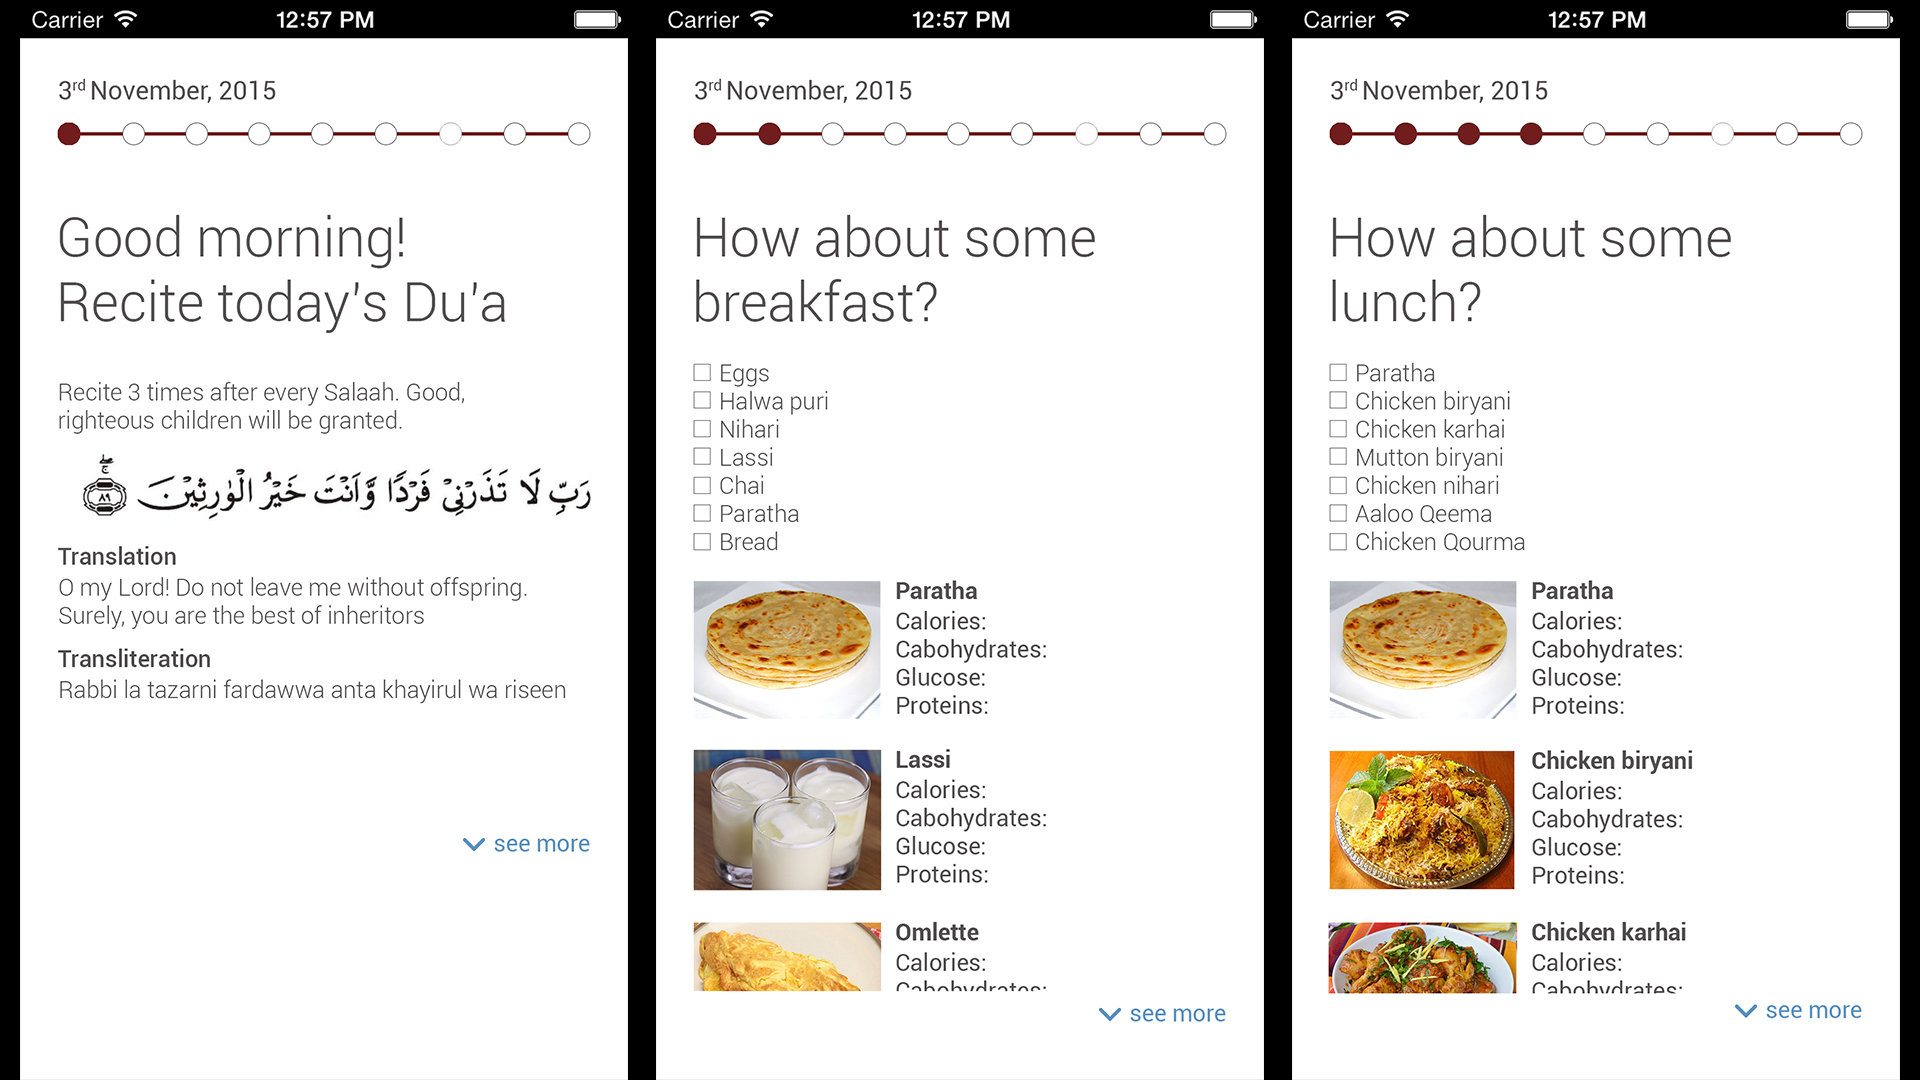 Carrier 12:57 PM
3rd November, 2015
Good morning!
Recite today's Du'a
Recite 3 times after every Salaah. Good,
righteous children will be granted.
رَبِّ لَا تَذَرْنِیْ فَرْدًا وَّاَنْتَ خَیْرُ الْوٰرِثِیْنَ ۚۖ ﴿٨٩﴾
Translation
O my Lord! Do not leave me without offspring.
Surely, you are the best of inheritors
Transliteration
Rabbi la tazarni fardawwa anta khayirul wa riseen
see more
Carrier 12:57 PM
3rd November, 2015
How about some
breakfast?
Eggs
Halwa puri
Nihari
Lassi
Chai
Paratha
Bread
Paratha
Calories:
Cabohydrates:
Glucose:
Proteins:
Lassi
Calories:
Cabohydrates:
Glucose:
Proteins:
Omlette
Calories:
Cabohydrates:
see more
Carrier 12:57 PM
3rd November, 2015
How about some
lunch?
Paratha
Chicken biryani
Chicken karhai
Mutton biryani
Chicken nihari
Aaloo Qeema
Chicken Qourma
Paratha
Calories:
Cabohydrates:
Glucose:
Proteins:
Chicken biryani
Calories:
Cabohydrates:
Glucose:
Proteins:
Chicken karhai
Calories:
Cabohydrates:
see more